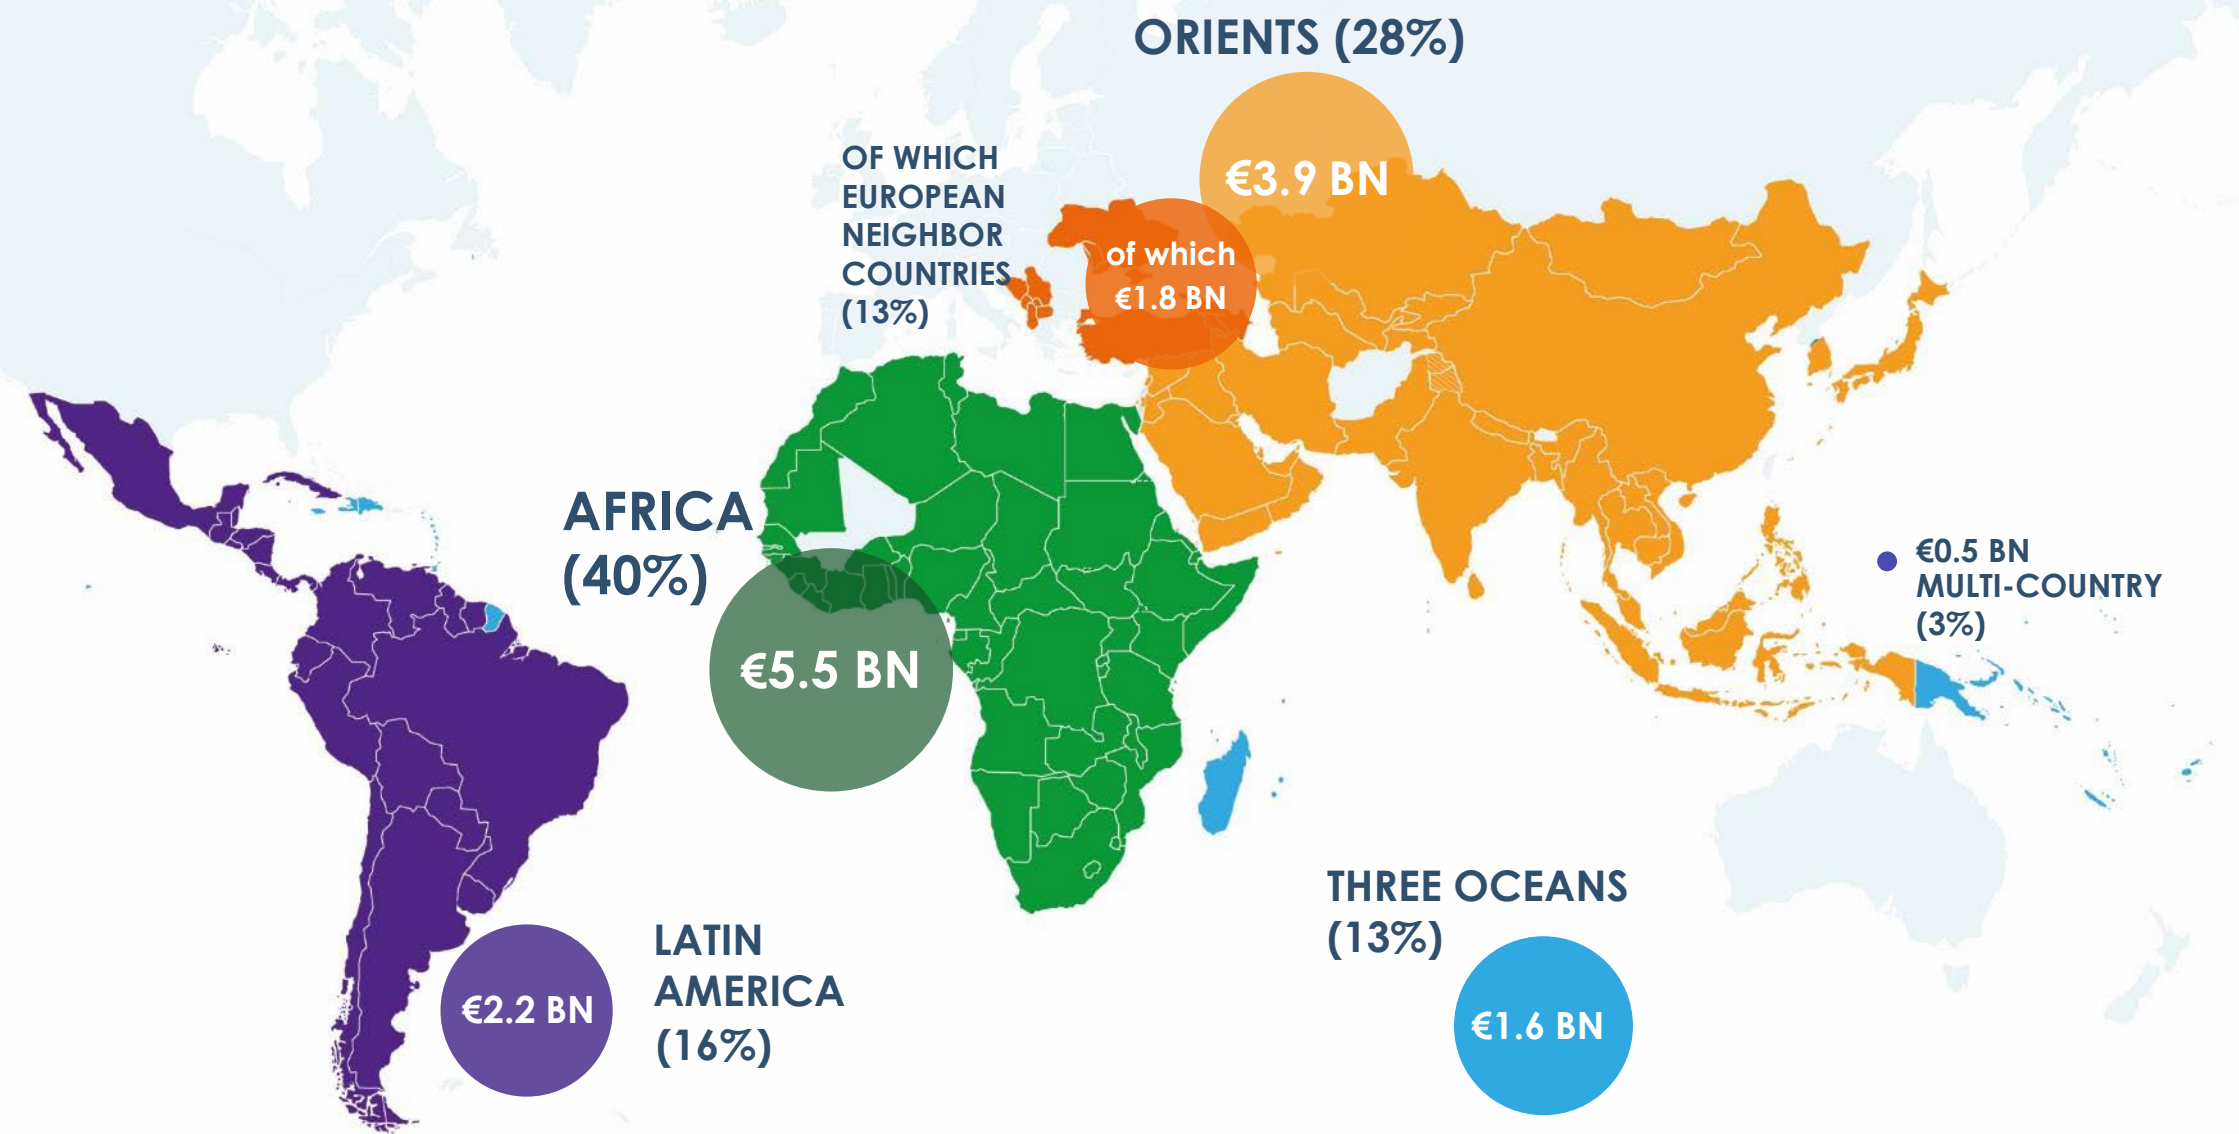 ORIENTS (28%)
€3.9 BN
OF WHICH
EUROPEAN
NEIGHBOR
COUNTRIES
(13%)
of which
€1.8 BN
AFRICA
(40%)
€5.5 BN
€0.5 BN
MULTI-COUNTRY
(3%)
THREE OCEANS
(13%)
€1.6 BN
LATIN
AMERICA
(16%)
€2.2 BN